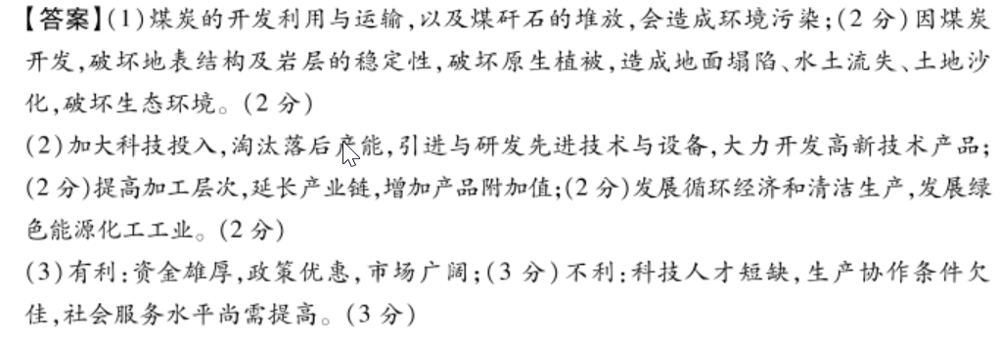 【答案】(1)煤炭的开发利用与运输,以及煤矸石的堆放,会造成环境污染;(2分)因煤炭
开发,破坏地表结构及岩层的稳定性,破坏原生植被,造成地面塌陷、水土流失、土地沙
化,破坏生态环境。(2分)
(2)加大科技投入,淘汰落后产能,引进与研发先进技术与设备,大力开发高新技术产品;
(2分)提高加工层次,延长产业链,增加产品附加值;(2分)发展循环经济和清洁生产,发展绿
色能源化工工业。(2分)
(3)有利:资金雄厚,政策优惠,市场广阔;(3分)不利:科技人才短缺,生产协作条件欠
佳,社会服务水平尚需提高。(3分)